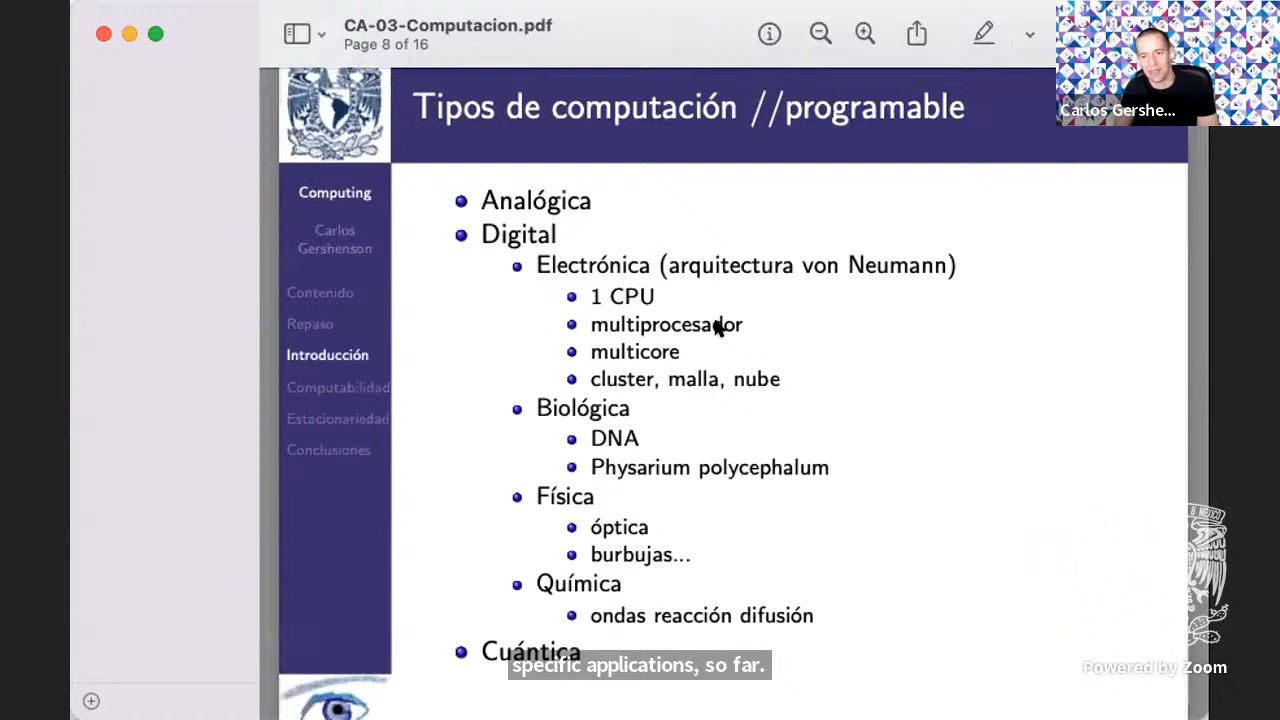 CA-03-Computacion.pdf
Page 8 of 16
Carlos Gershe...
Tipos de computación //programable
Computing
Carlos
Gershenson
Contenido
Repaso
Introducción
Computabilidad
Estacionariedad
Conclusiones
Analógica
Digital
Electrónica (arquitectura von Neumann)
1 CPU
multiprocesador
multicore
cluster, malla, nube
Biológica
DNA
Physarium polycephalum
Física
óptica
burbujas...
Química
ondas reacción difusión
Cuántica
specific applications, so far.
Powered by Zoom